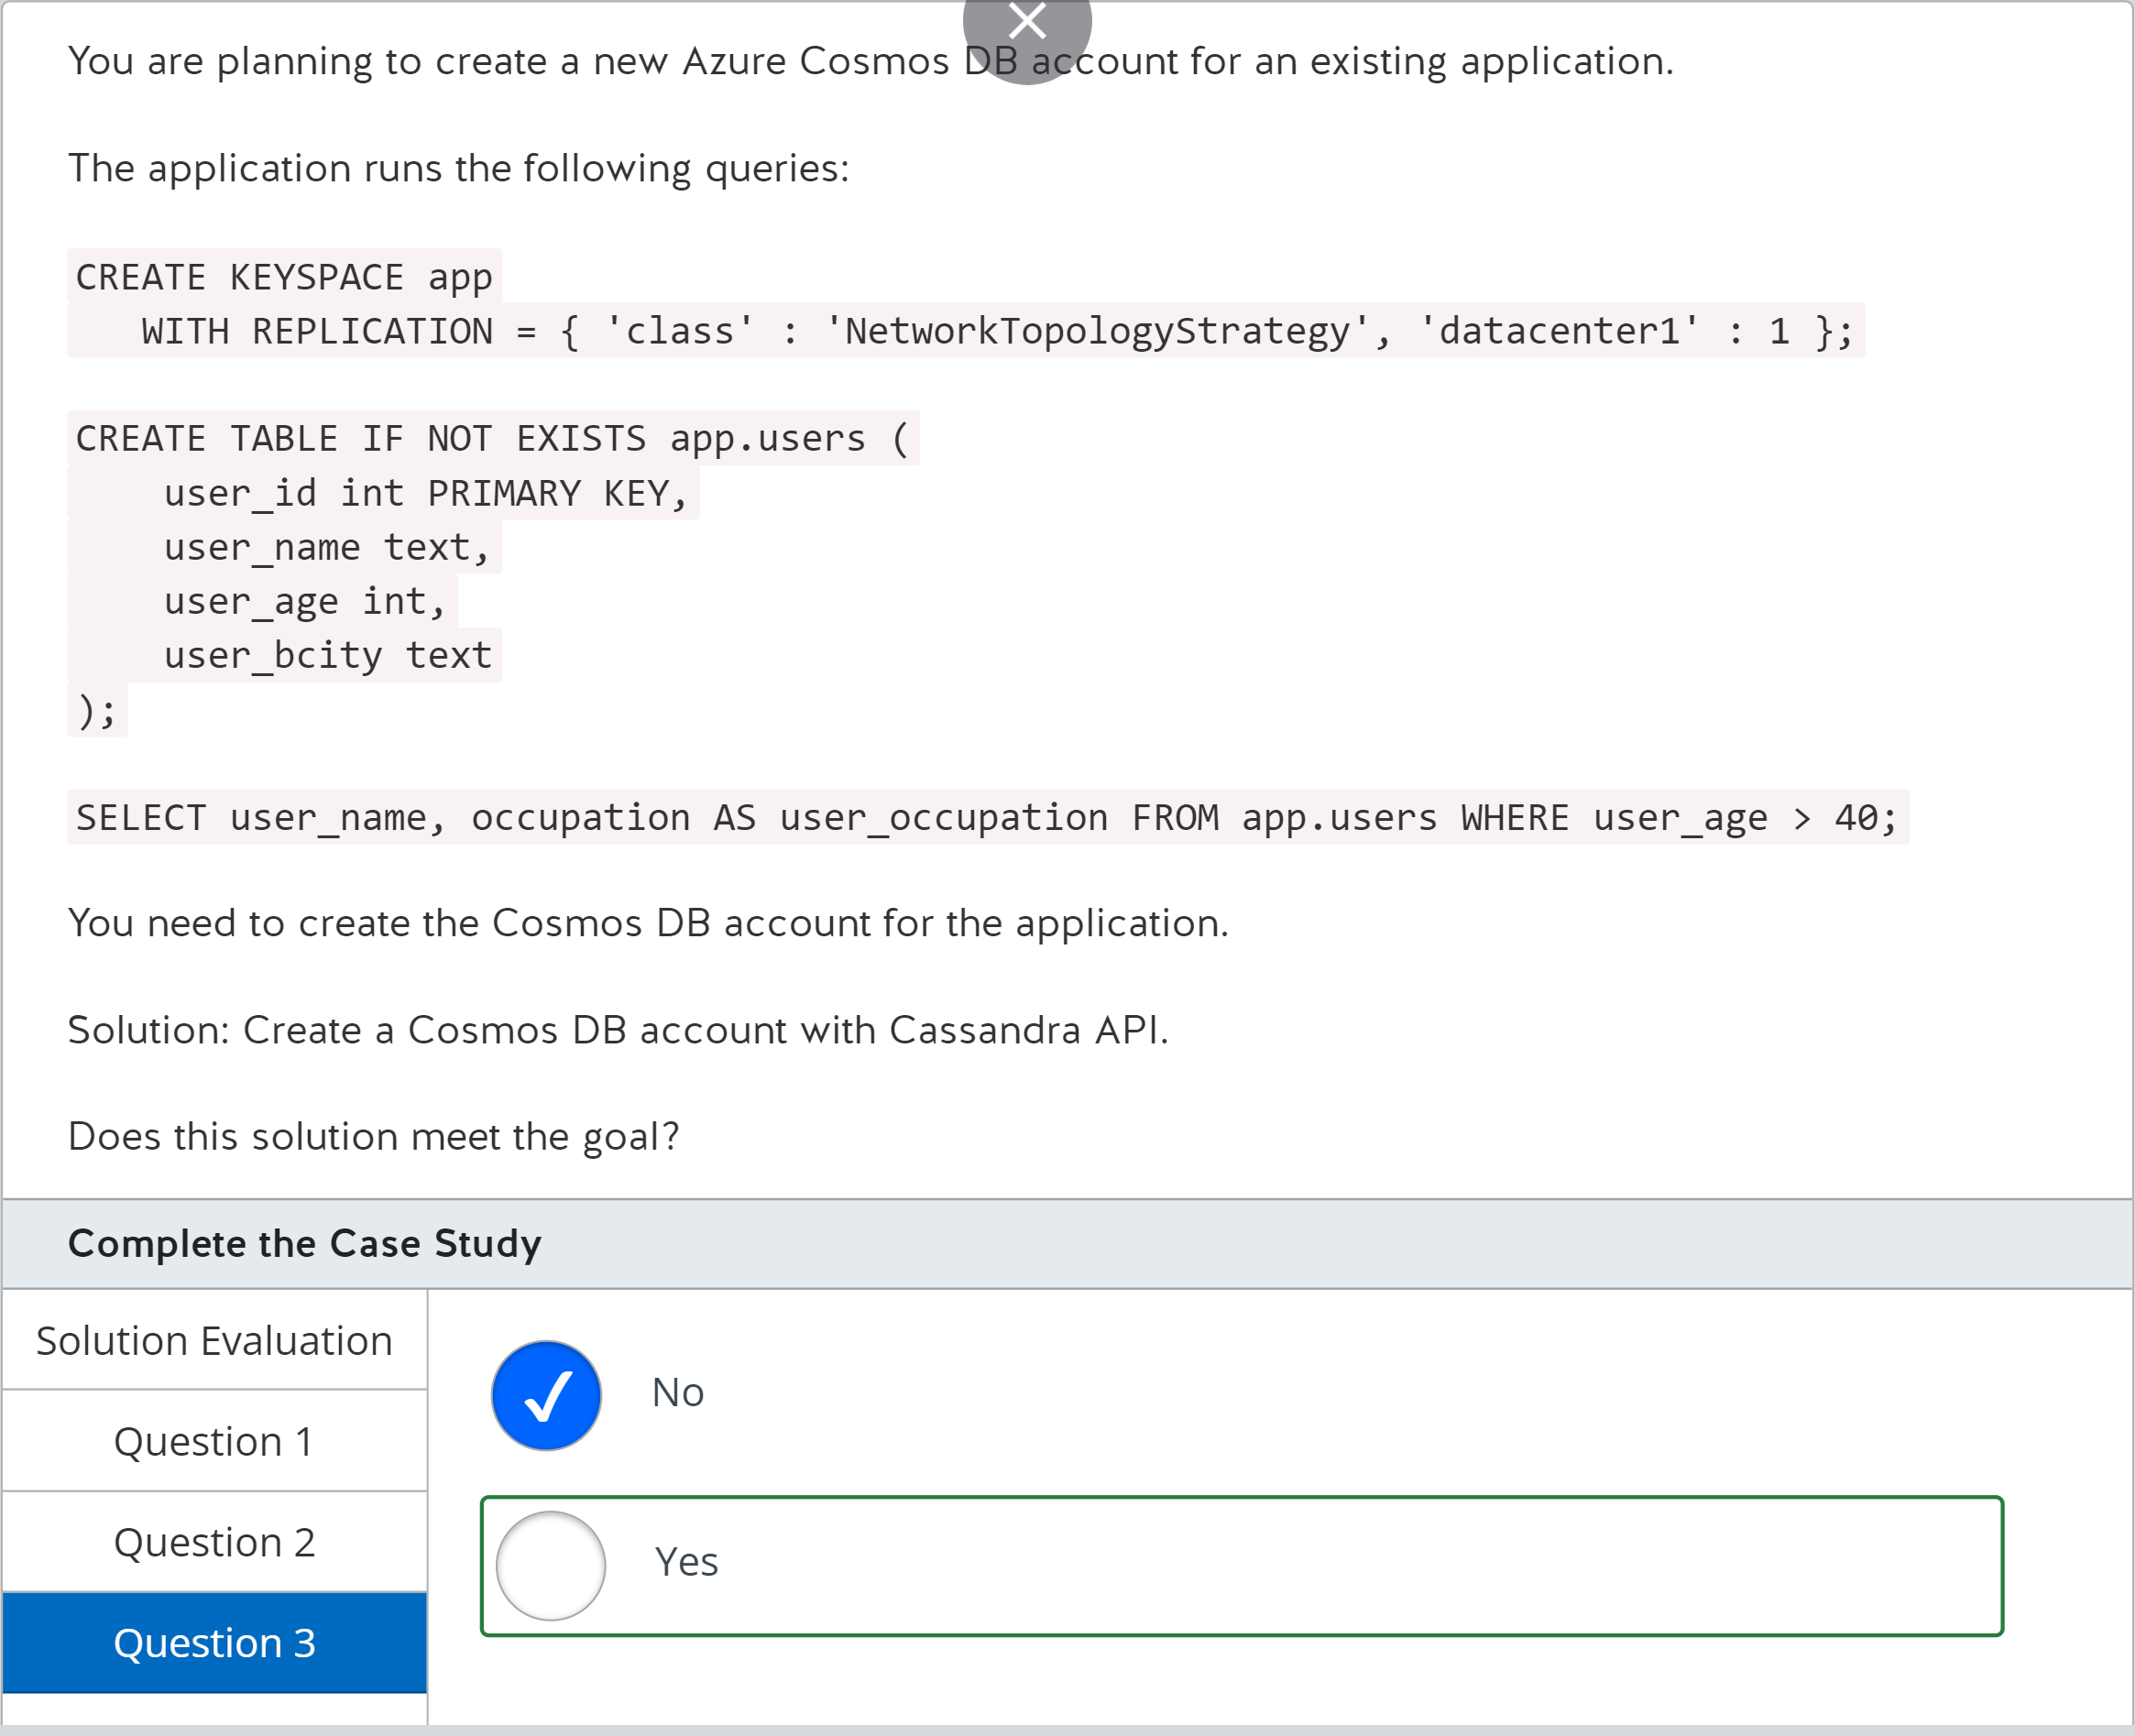 You are planning to create a new Azure Cosmos DB account for an existing application.
The application runs the following queries:
CREATE KEYSPACE app
WITH REPLICATION = { 'class' : 'NetworkTopologyStrategy', 'datacenter1' : 1 };
CREATE TABLE IF NOT EXISTS app.users (
user_id int PRIMARY KEY,
user_name text,
user_age int,
user_bcity text
);
SELECT user_name, occupation AS user_occupation FROM app.users WHERE user_age > 40;
You need to create the Cosmos DB account for the application.
Solution: Create a Cosmos DB account with Cassandra API.
Does this solution meet the goal?
Complete the Case Study
Solution Evaluation
Question 1
Question 2
Question 3
No
Yes